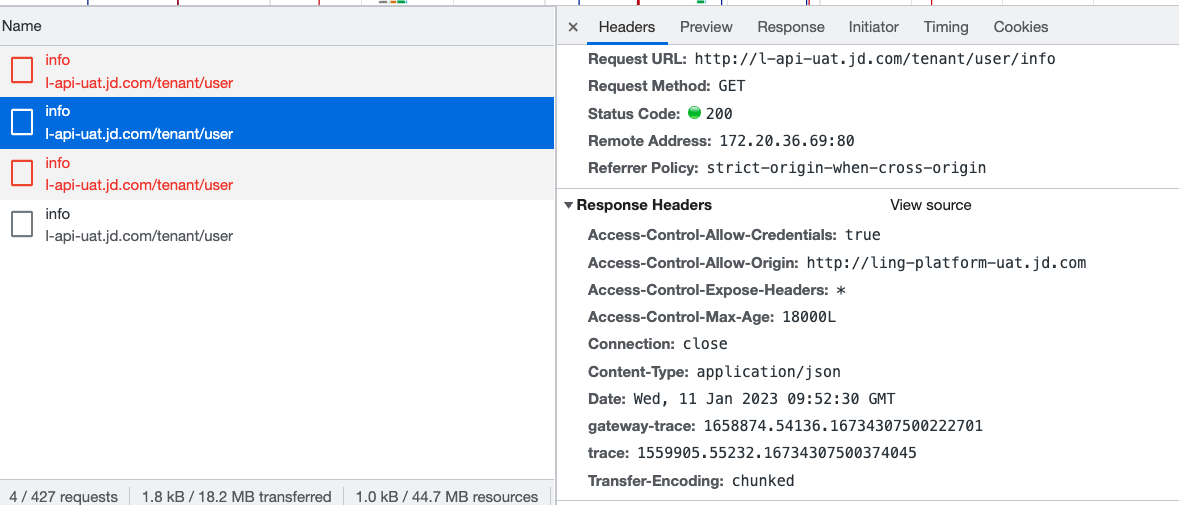 Name
info
l-api-uat.jd.com/tenant/user
info
l-api-uat.jd.com/tenant/user
info
l-api-uat.jd.com/tenant/user
info
l-api-uat.jd.com/tenant/user
4 / 427 requests 1.8 kB / 18.2 MB transferred 1.0 kB / 44.7 MB resources
× Headers Preview Response Initiator Timing Cookies
Request URL: http://l-api-uat.jd.com/tenant/user/info
Request Method: GET
Status Code: 200
Remote Address: 172.20.36.69:80
Referrer Policy: strict-origin-when-cross-origin
Response Headers View source
Access-Control-Allow-Credentials: true
Access-Control-Allow-Origin: http://ling-platform-uat.jd.com
Access-Control-Expose-Headers: *
Access-Control-Max-Age: 18000L
Connection: close
Content-Type: application/json
Date: Wed, 11 Jan 2023 09:52:30 GMT
gateway-trace: 1658874.54136.16734307500222701
trace: 1559905.55232.16734307500374045
Transfer-Encoding: chunked